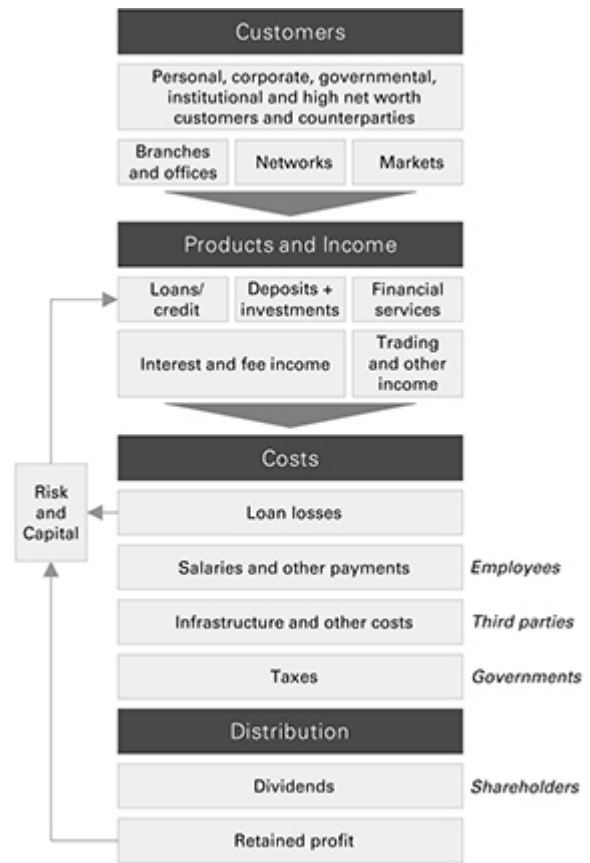 Customers
Personal, corporate, governmental,
institutional and high net worth
customers and counterparties
Branches
and offices
Networks
Markets
Products and Income
Loans/
credit
Deposits +
investments
Financial
services
Interest and fee income
Trading
and other
income
Costs
Risk
and
Capital
Loan losses
Salaries and other payments
Employees
Infrastructure and other costs
Third parties
Taxes
Governments
Distribution
Dividends
Shareholders
Retained profit